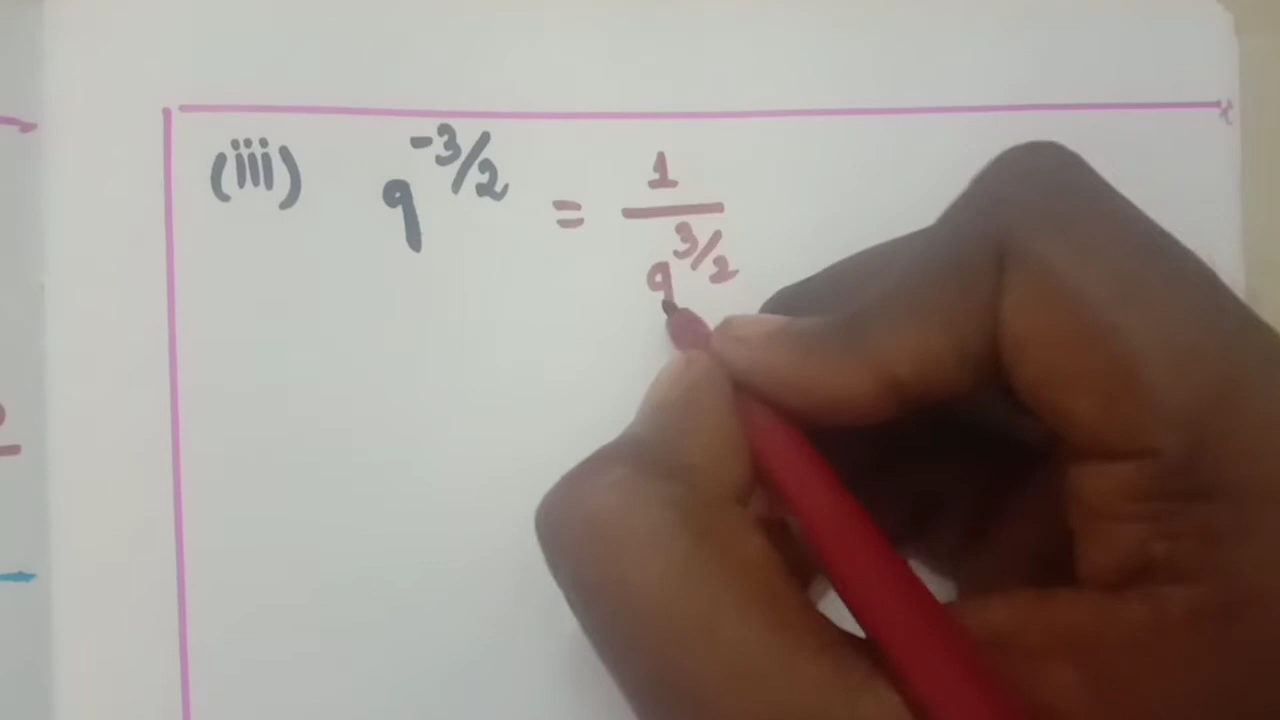 (iii) 9^-3/2 = 1/9^3/2